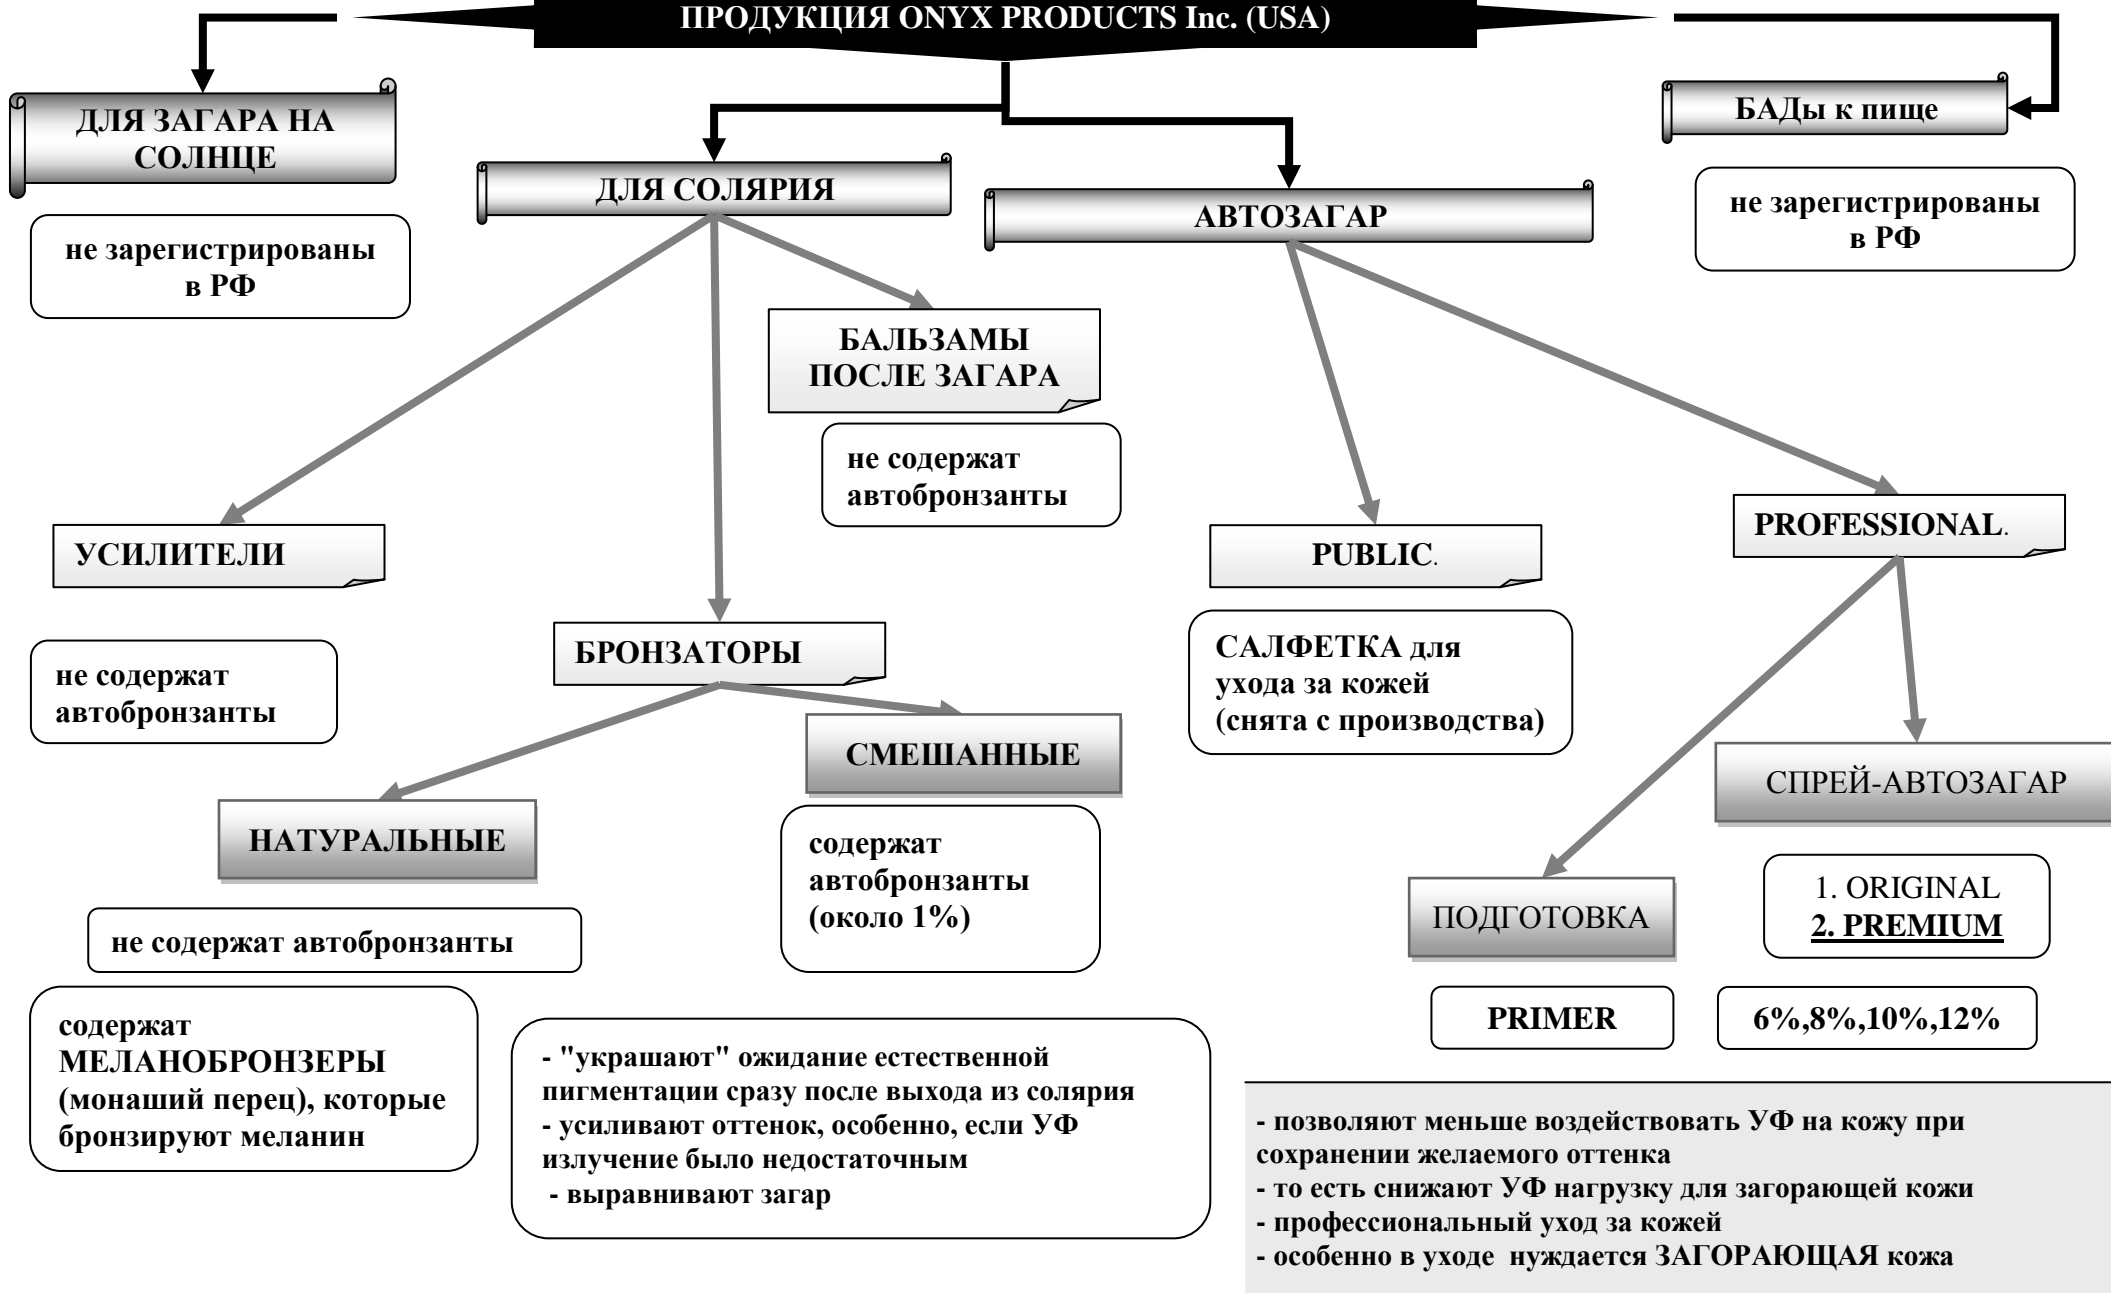 ПРОДУКЦИЯ ONYX PRODUCTS Inc. (USA)
ДЛЯ ЗАГАРА НА
СОЛНЦЕ
не зарегистрированы
в РФ
ДЛЯ СОЛЯРИЯ
АВТОЗАГАР
БАДы к пище
не зарегистрированы
в РФ
БАЛЬЗАМЫ
ПОСЛЕ ЗАГАРА
не содержат
автобронзанты
УСИЛИТЕЛИ
не содержат
автобронзанты
БРОНЗАТОРЫ
НАТУРАЛЬНЫЕ
не содержат автобронзанты
содержат
МЕЛАНОБРОНЗЕРЫ
(монаший перец), которые
бронзируют меланин
СМЕШАННЫЕ
содержат
автобронзанты
(около 1%)
- "украшают" ожидание естественной
пигментации сразу после выхода из солярия
- усиливают оттенок, особенно, если УФ
излучение было недостаточным
- выравнивают загар
PUBLIC.
САЛФЕТКА для
ухода за кожей
(снята с производства)
PROFESSIONAL.
ПОДГОТОВКА
PRIMER
СПРЕЙ-АВТОЗАГАР
1. ORIGINAL
2. PREMIUM
6%,8%,10%,12%
- позволяют меньше воздействовать УФ на кожу при
сохранении желаемого оттенка
- то есть снижают УФ нагрузку для загорающей кожи
- профессиональный уход за кожей
- особенно в уходе нуждается ЗАГОРАЮЩАЯ кожа